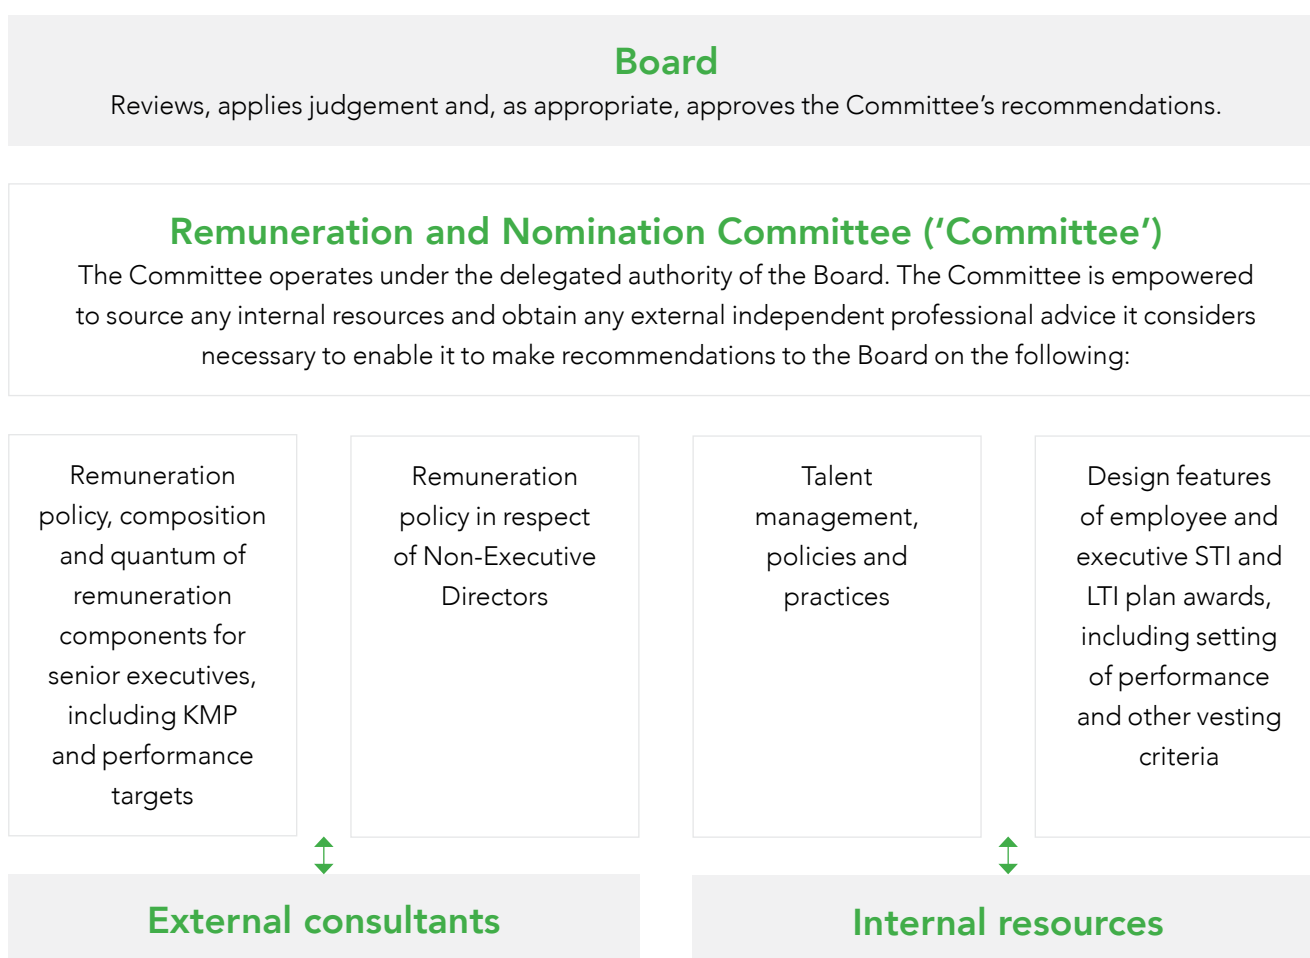 Board
Reviews, applies judgement and, as appropriate, approves the Committee’s recommendations.
Remuneration and Nomination Committee (‘Committee’)
The Committee operates under the delegated authority of the Board. The Committee is empowered
to source any internal resources and obtain any external independent professional advice it considers
necessary to enable it to make recommendations to the Board on the following:
Remuneration
policy, composition
and quantum of
remuneration
components for
senior executives,
including KMP
and performance
targets
Remuneration
policy in respect
of Non-Executive
Directors
Talent
management,
policies and
practices
Design features
of employee and
executive STI and
LTI plan awards,
including setting
of performance
and other vesting
criteria
External consultants
Internal resources